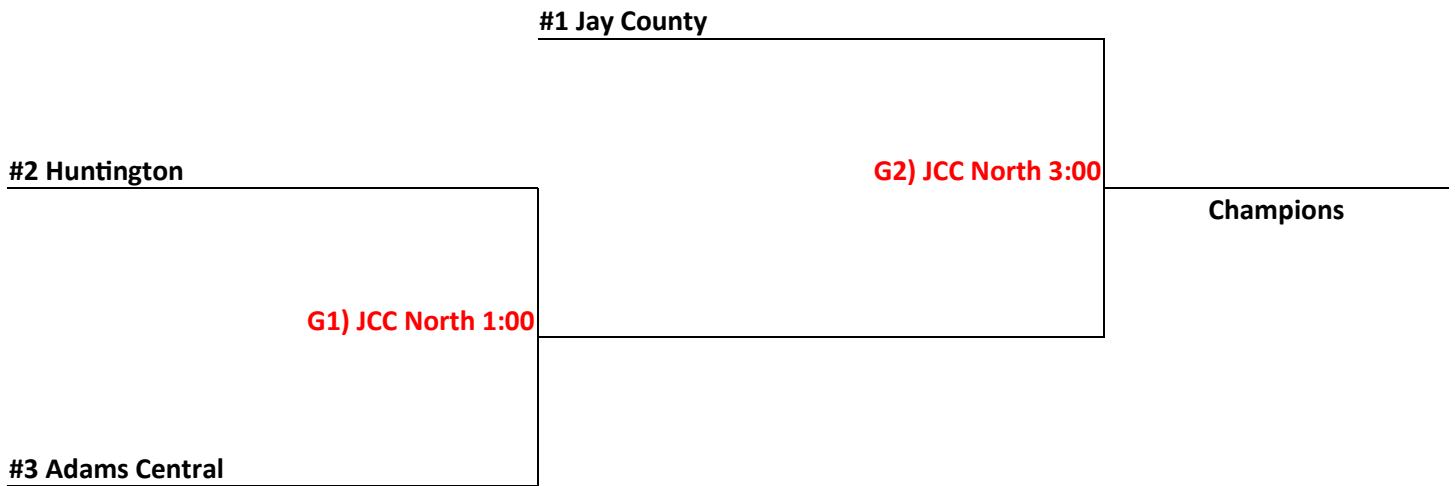 #1 Jay County
#2 Huntington
G2) JCC North 3:00
Champions
G1) JCC North 1:00
#3 Adams Central